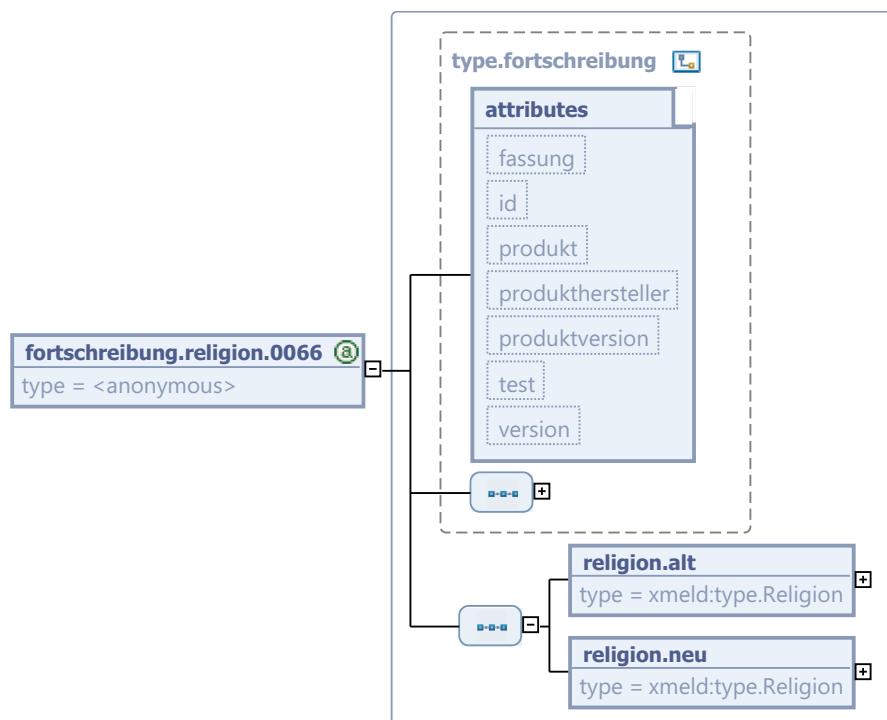 type.fortschreibung
attributes
fassung
id
produkt
produkthersteller
produktversion
test
version
fortschreibung.religion.0066
type = <anonymous>
religion.alt
type = xmeld:type.Religion
religion.neu
type = xmeld:type.Religion